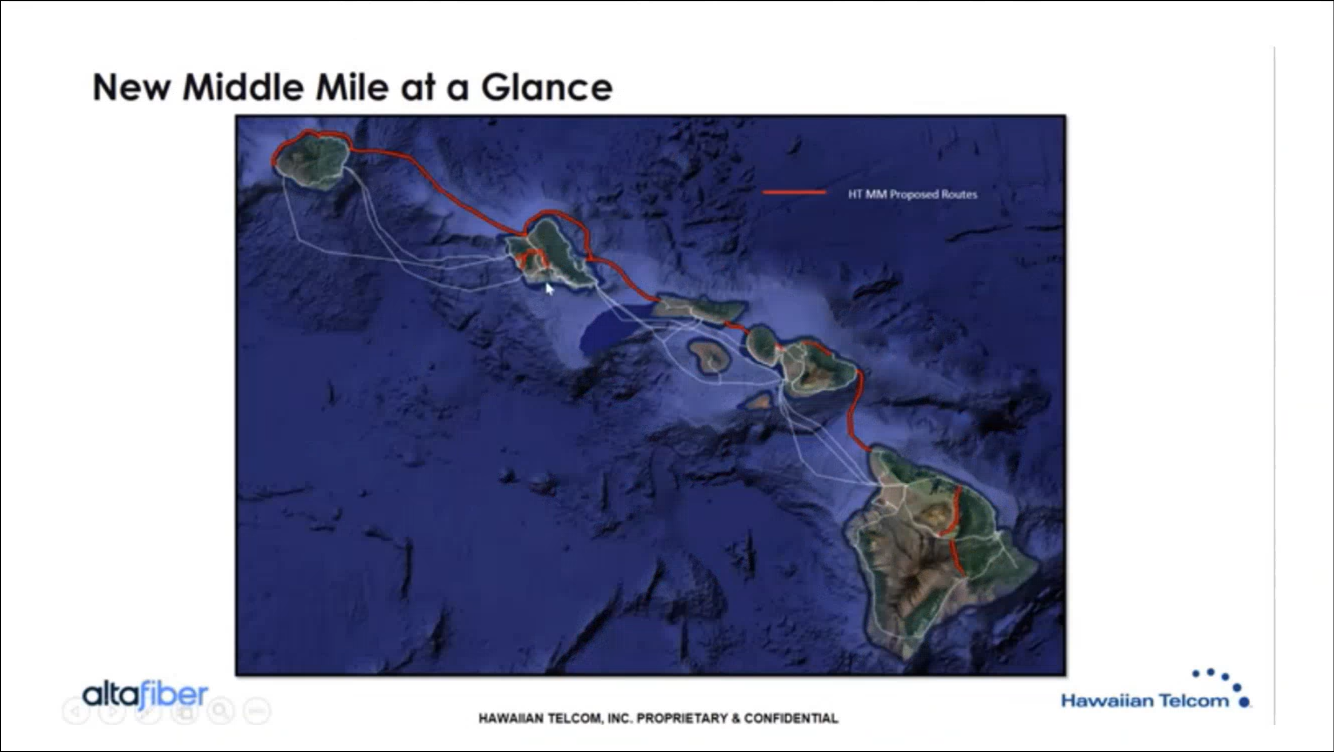 New Middle Mile at a Glance
HT MM Proposed Routes
altafiber
HAWAIIAN TELCOM, INC. PROPRIETARY & CONFIDENTIAL
Hawaiian Telcom